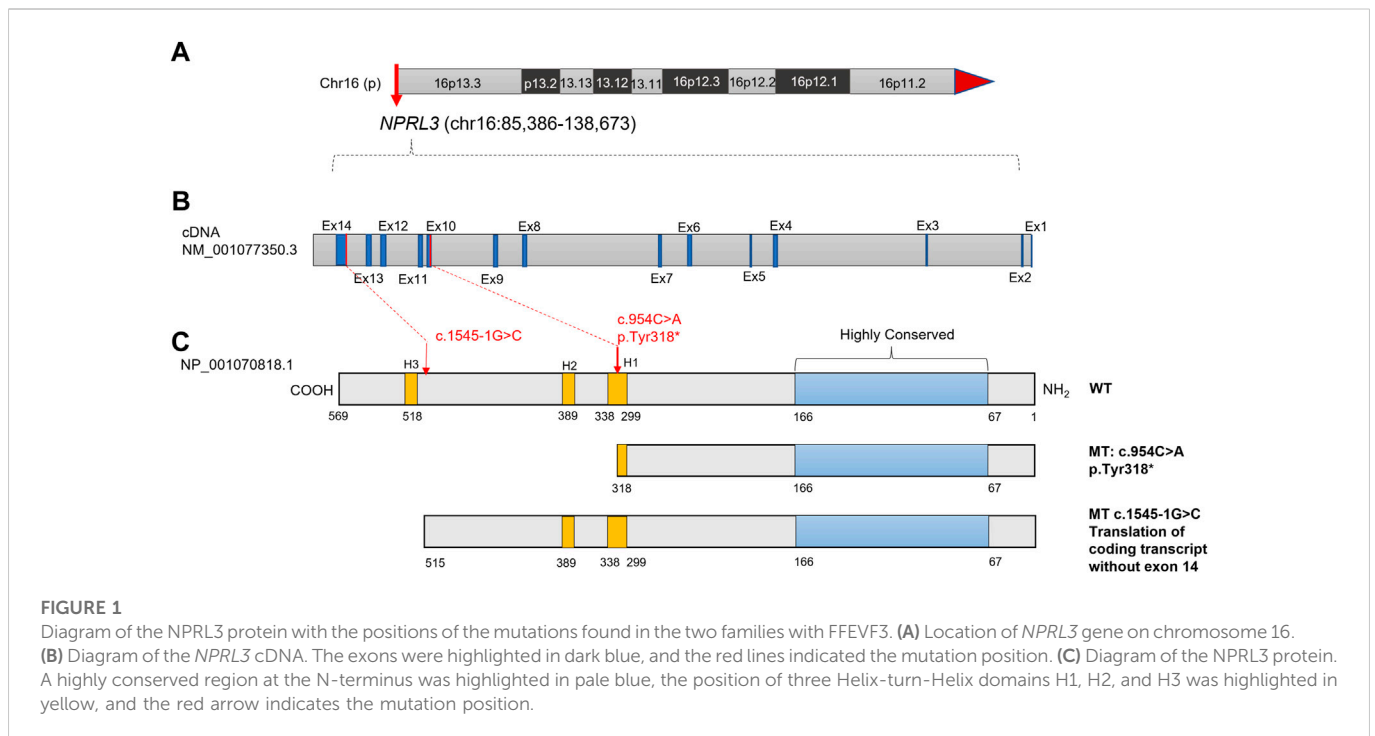 A
Chr16 (p)
16p13.3
p13.2
13.13
13.12
13.11
16p12.3
16p12.2
16p12.1
16p11.2
NPRL3 (chr16:85,386-138,673)
B
cDNA
NM_001077350.3
Ex14
Ex12
Ex10
Ex8
Ex6
Ex4
Ex3
Ex1
Ex13
Ex11
Ex9
Ex7
Ex5
Ex2
C
NP_001070818.1
c.1545-1G>C
c.954C>A
p.Tyr318*
Highly Conserved
H3
H2
H1
COOH
NH2
WT
569
518
389
338
299
166
67
1
MT: c.954C>A
p.Tyr318*
318
166
67
MT c.1545-1G>C
Translation of
coding transcript
without exon 14
515
389
338
299
166
67
FIGURE 1
Diagram of the NPRL3 protein with the positions of the mutations found in the two families with FFEVF3. (A) Location of NPRL3 gene on chromosome 16.
(B) Diagram of the NPRL3 cDNA. The exons were highlighted in dark blue, and the red lines indicated the mutation position. (C) Diagram of the NPRL3 protein.
A highly conserved region at the N-terminus was highlighted in pale blue, the position of three Helix-turn-Helix domains H1, H2, and H3 was highlighted in
yellow, and the red arrow indicates the mutation position.